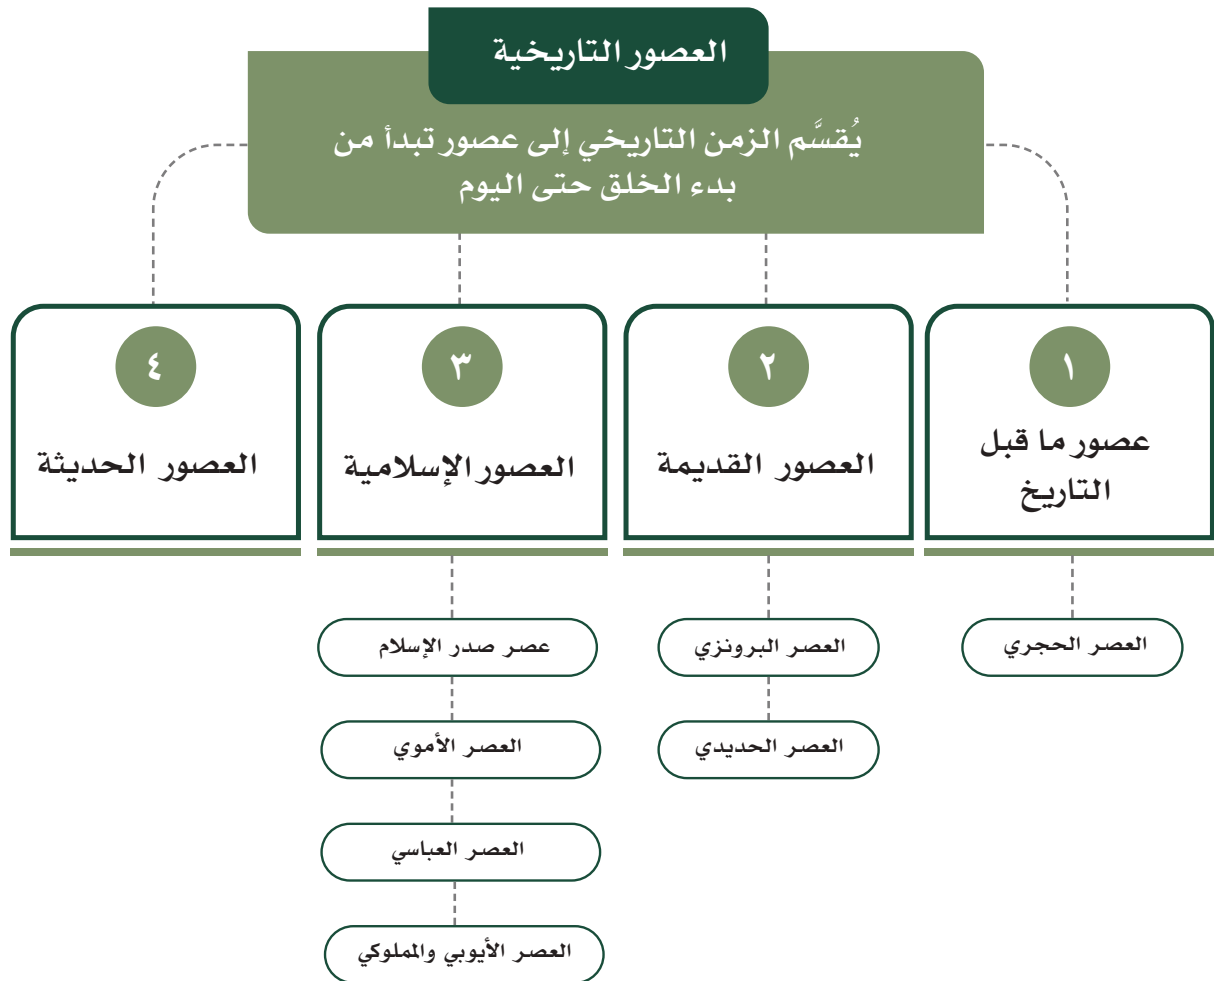 العصور التاريخية
يُقسَّم الزمن التاريخي إلى عصور تبدأ من
بدء الخلق حتى اليوم
١
عصور ما قبل
التاريخ
العصر الحجري
٢
العصور القديمة
العصر البرونزي
العصر الحديدي
٣
العصور الإسلامية
عصر صدر الإسلام
العصر الأموي
العصر العباسي
العصر الأيوبي والمملوكي
٤
العصور الحديثة